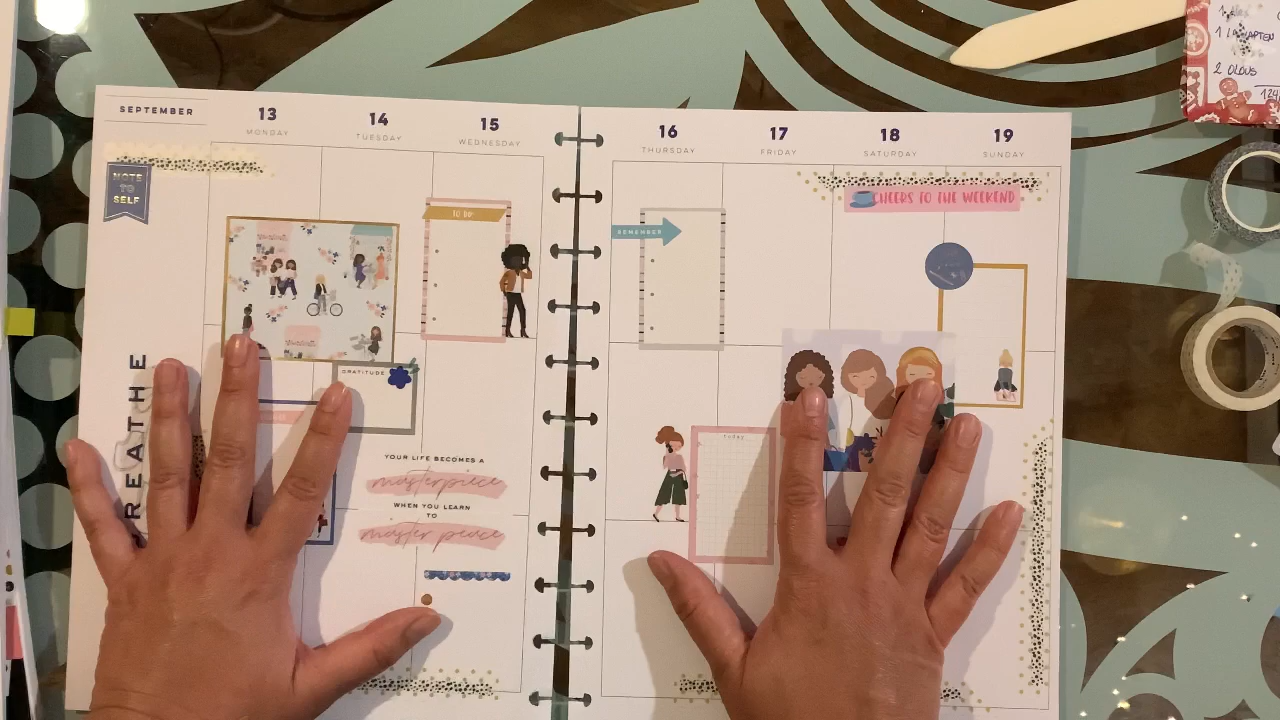 SEPTEMBER
13
MONDAY
14
TUESDAY
15
WEDNESDAY
16
THURSDAY
17
FRIDAY
18
SATURDAY
19
SUNDAY
NOTE
TO
SELF
TO DO
GRATITUDE
REATHE
YOUR LIFE BECOMES A
masterpiece
WHEN YOU LEARN
TO
master peace
REMEMBER
CHEERS TO THE WEEKEND
today
2 OLDUS